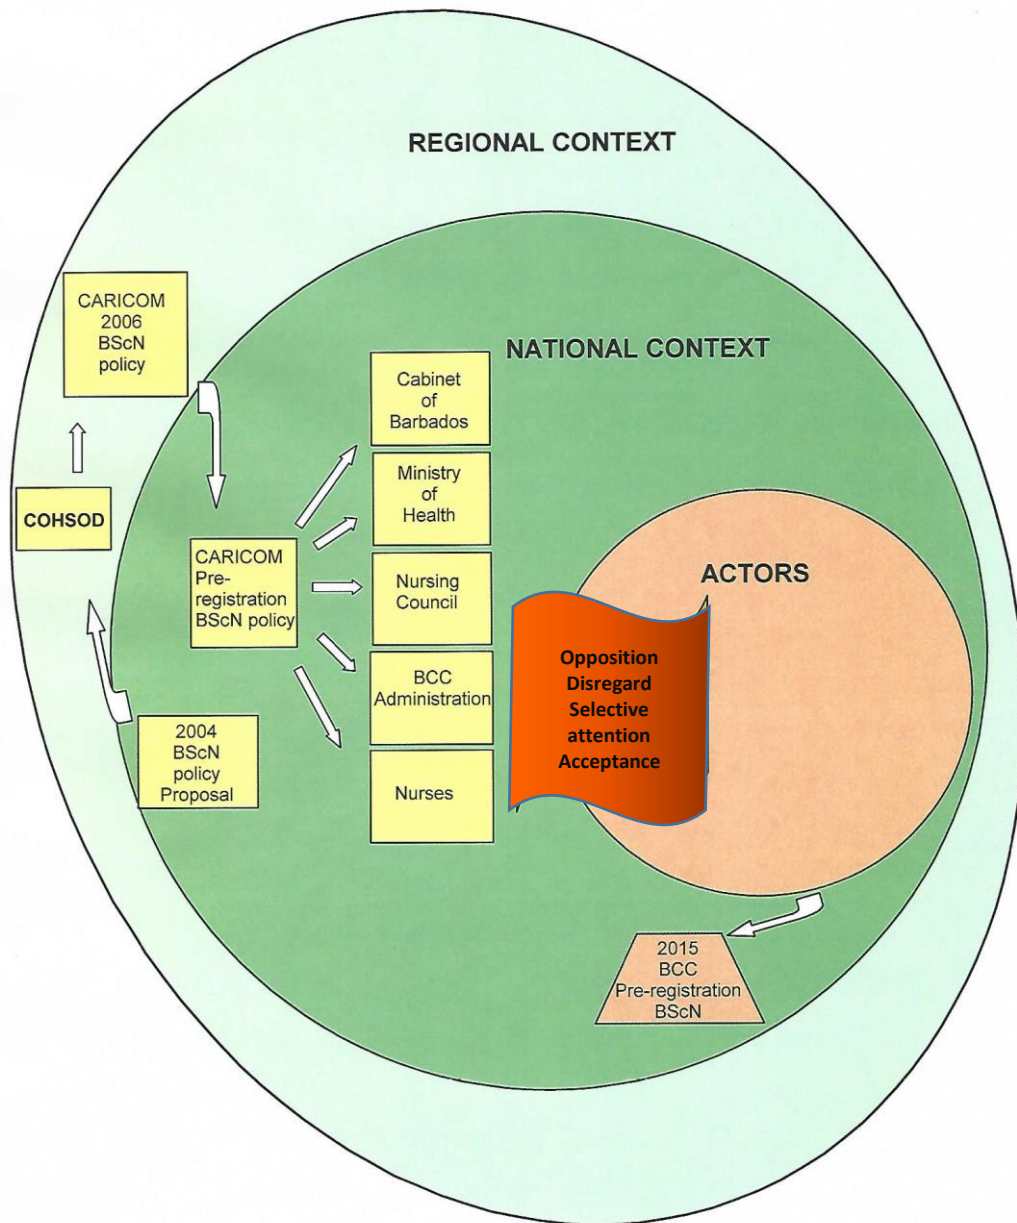 REGIONAL CONTEXT
CARICOM
2006
BScN
policy
NATIONAL CONTEXT
Cabinet
of
Barbados
Ministry
of
Health
COHSOD
CARICOM
Pre-
registration
BScN policy
Nursing
Council
ACTORS
BCC
Administration
Opposition
Disregard
Selective
attention
Acceptance
2004
BScN
policy
Proposal
Nurses
2015
BCC
Pre-registration
BScN